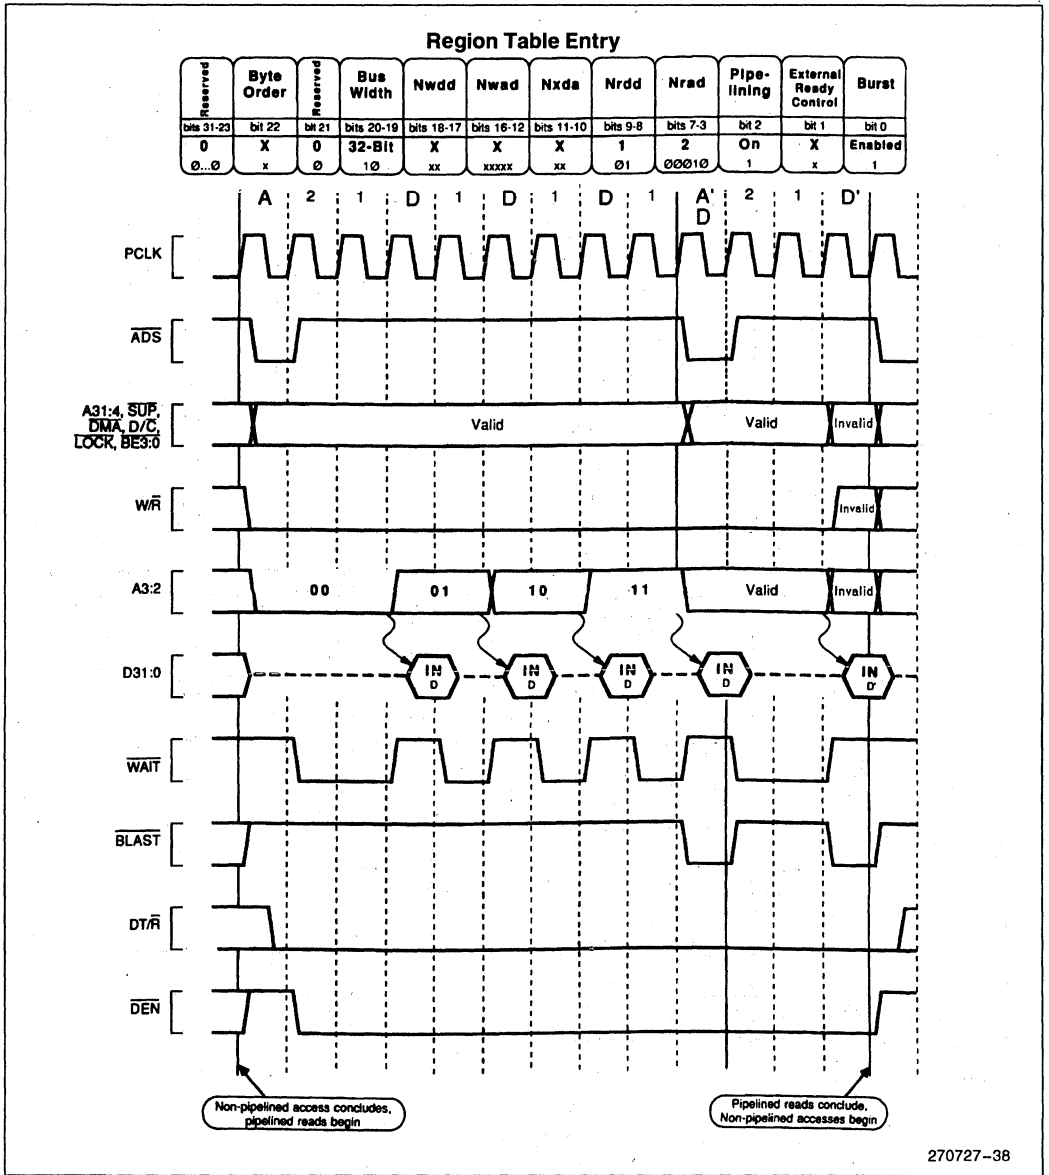 Region Table Entry
Reserved
Byte Order
Reserved
Bus Width
Nwdd
Nwad
Nxda
Nrdd
Nrad
Pipe-lining
External Ready Control
Burst
bits 31-23 bit 22 bit 21 bits 20-19 bits 18-17 bits 16-12 bits 11-10 bits 9-8 bits 7-3 bit 2 bit 1 bit 0
0 X 0 32-Bit X X X 1 2 On X Enabled
0...0 x 0 10 xx xxxxx xx 01 00010 1 x 1
A 2 1 D 1 D 1 D 1 A' 2 1 D'
D
PCLK
ADS
A31:4, SUP,
DMA, D/C,
LOCK, BE3:0
Valid Valid Invalid
W/R
Invalid
A3:2
00 01 10 11 Valid Invalid
D31:0
IN IN IN IN IN
D D D D D'
WAIT
BLAST
DT/R
DEN
Non-pipelined access concludes,
pipelined reads begin
Pipelined reads conclude,
Non-pipelined accesses begin
270727-38